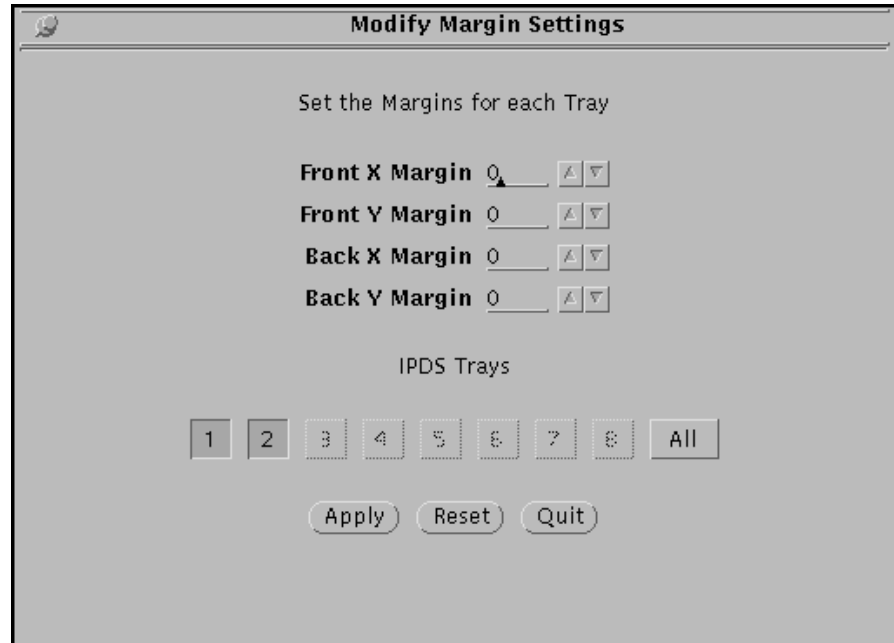 Modify Margin Settings
Set the Margins for each Tray
Front X Margin 0
Front Y Margin 0
Back X Margin 0
Back Y Margin 0
IPDS Trays
1 2 3 4 5 6 7 8 All
Apply Reset Quit